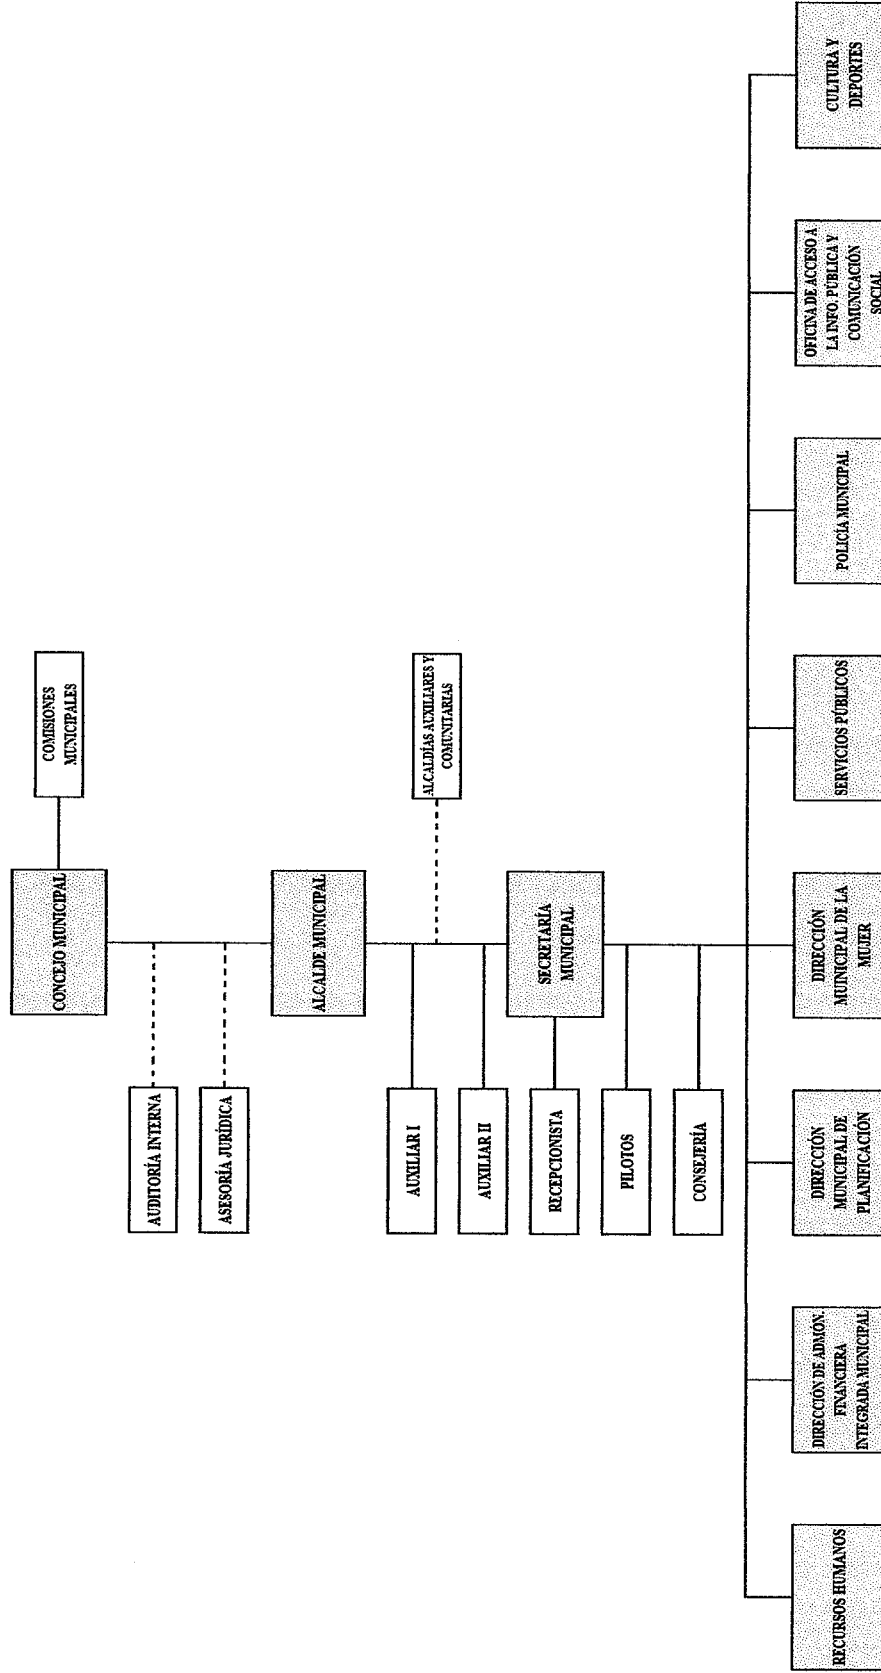 CONCEJO MUNICIPAL
COMISIONES
MUNICIPALES
AUDITORÍA INTERNA
ASESORÍA JURÍDICA
ALCALDE MUNICIPAL
ALCALDÍAS AUXILIARES Y
COMUNITARIAS
AUXILIAR I
AUXILIAR II
SECRETARÍA
MUNICIPAL
RECEPCIONISTA
PILOTOS
CONSEJERÍA
RECURSOS HUMANOS
DIRECCIÓN DE ADMÓN.
FINANCIERA
INTEGRADA MUNICIPAL
DIRECCIÓN
MUNICIPAL DE
PLANIFICACIÓN
DIRECCIÓN
MUINICIPAL DE LA
MUJER
SERVICIOS PÚBLICOS
POLICÍA MUNICIPAL
OFICINA DE ACCESO A
LA INFO. PÚBLICA Y
COMUNICACIÓN
SOCIAL
CULTURA Y
DEPORTES